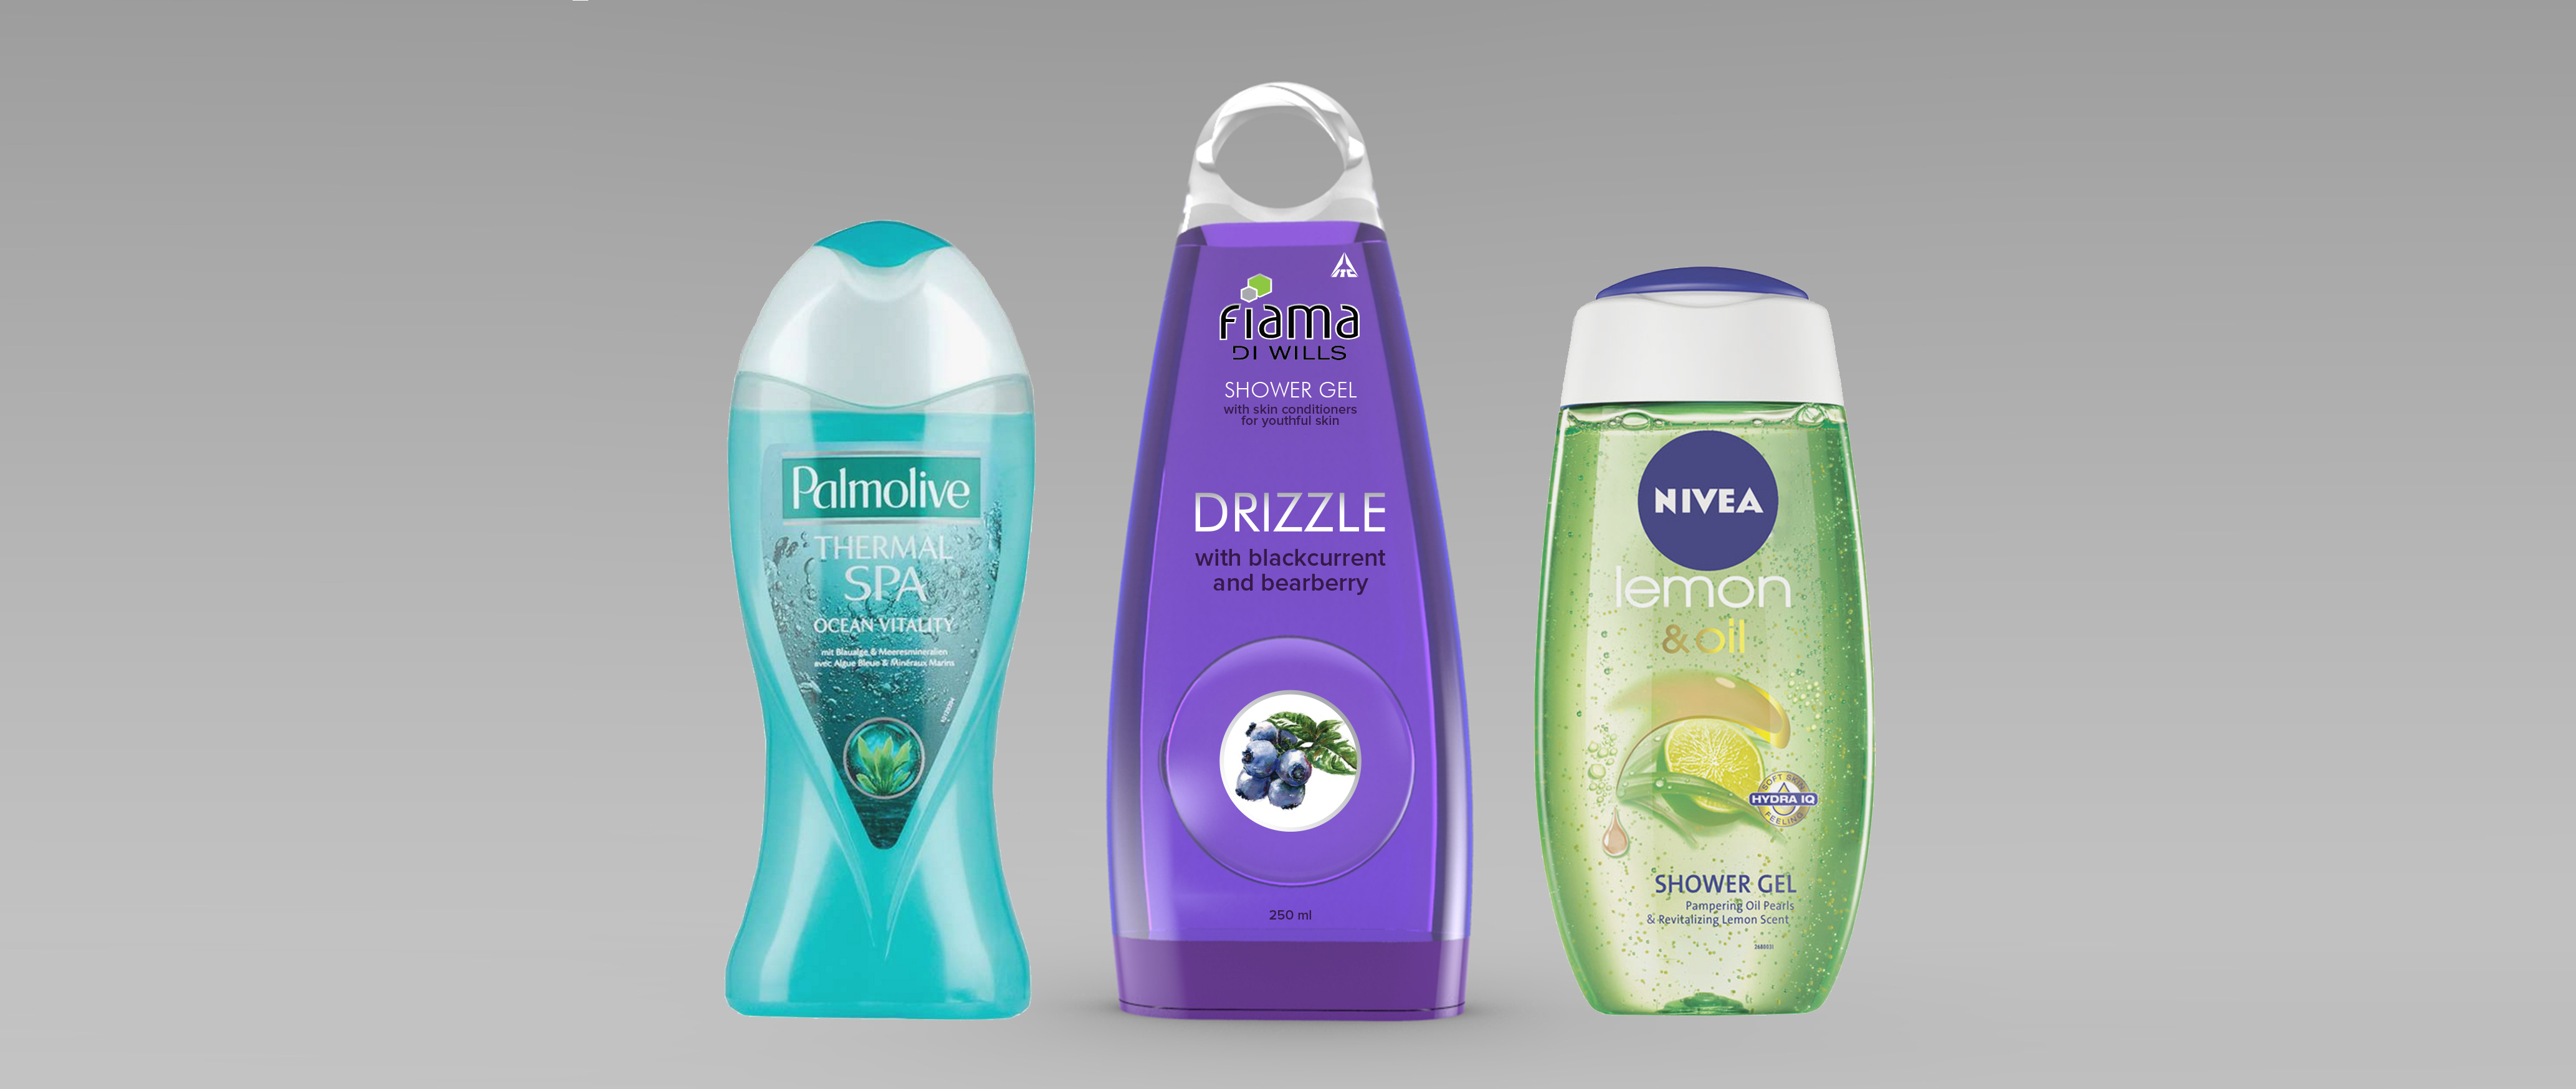 Palmolive
THERMAL
SPA
OCEAN VITALITY
mit Blaualge & Meeresmineralien
avec Algue Bleue & Minéraux Marins
ITC
fiama
DI WILLS
SHOWER GEL
with skin conditioners
for youthful skin
DRIZZLE
with blackcurrent
and bearberry
250 ml
NIVEA
lemon
& oil
SOFT SKIN
HYDRA IQ
FEELING
SHOWER GEL
Pampering Oil Pearls
& Revitalizing Lemon Scent